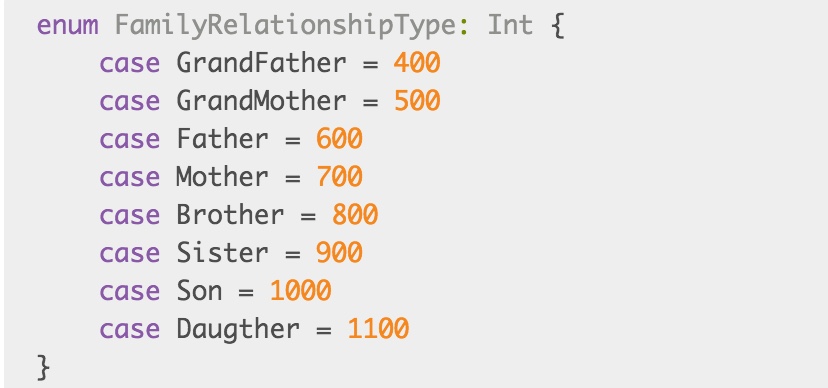 enum FamilyRelationshipType: Int {
    case GrandFather = 400
    case GrandMother = 500
    case Father = 600
    case Mother = 700
    case Brother = 800
    case Sister = 900
    case Son = 1000
    case Daugther = 1100
}